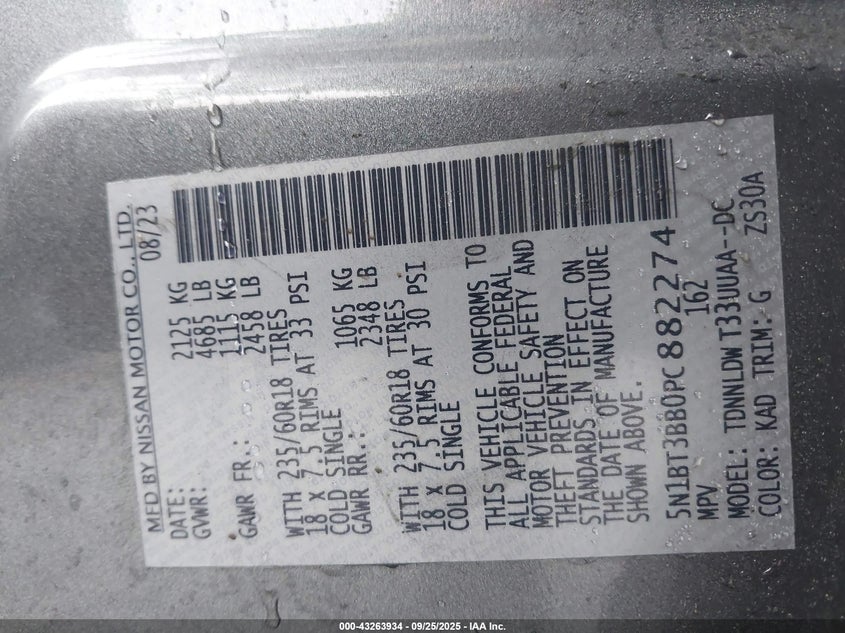 MFD BY NISSAN MOTOR CO., LTD.
DATE: 08/23
GVWR: 2125 KG
4685 LB
GAWR FR.: 1115 KG
2458 LB
WITH 235/60R18 TIRES
18 X 7.5 RIMS AT 33 PSI
COLD SINGLE
GAWR RR.: 1065 KG
2348 LB
WITH 235/60R18 TIRES
18 X 7.5 RIMS AT 30 PSI
COLD SINGLE
THIS VEHICLE CONFORMS TO
ALL APPLICABLE FEDERAL
MOTOR VEHICLE SAFETY AND
THEFT PREVENTION
STANDARDS IN EFFECT ON
THE DATE OF MANUFACTURE
SHOWN ABOVE.
5N1BT3BB0PC882274
MPV 162
MODEL: TDNNLDWT33UUAA--DC
COLOR: KAD TRIM: G ZS30A
000-43263934 - 09/25/2025 - IAA Inc.